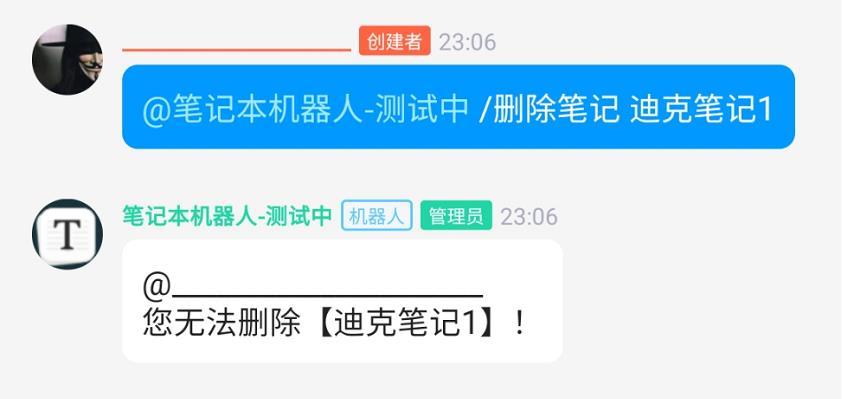 ____________________ 创建者 23:06
@笔记本机器人-测试中 /删除笔记 迪克笔记1
T
笔记本机器人-测试中 机器人 管理员 23:06
@____________________
您无法删除【迪克笔记1】！